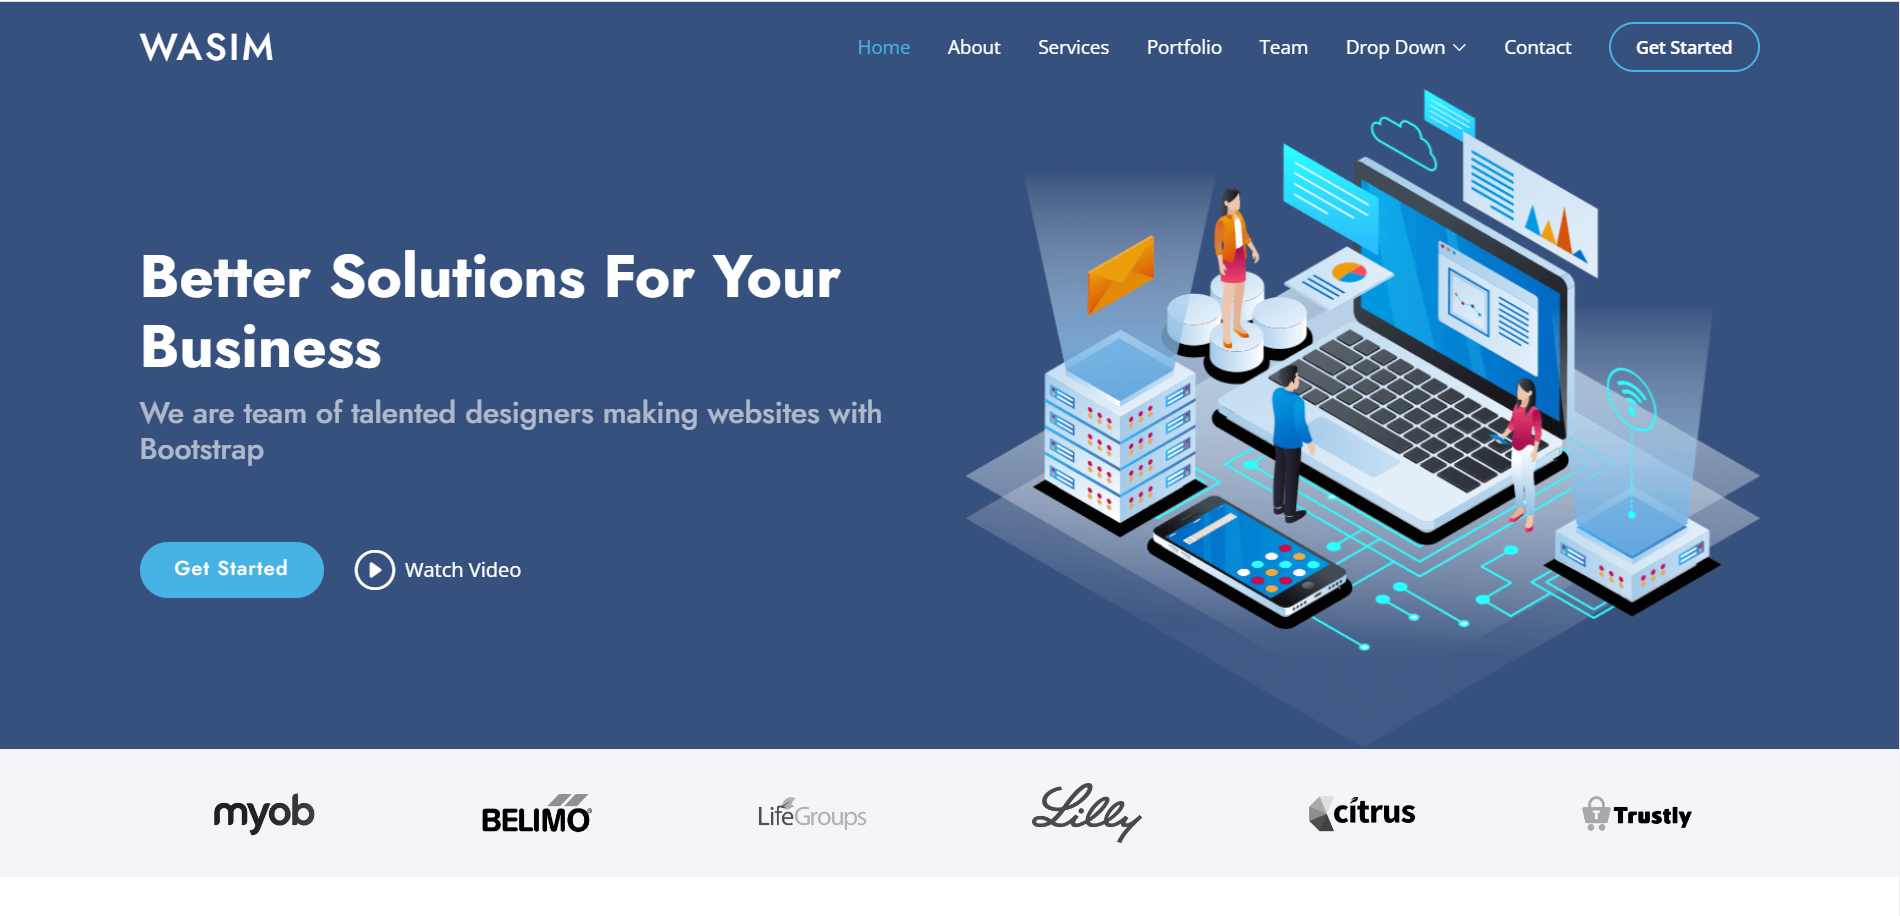 WASIM
Home About Services Portfolio Team Drop Down Contact Get Started
Better Solutions For Your
Business
We are team of talented designers making websites with
Bootstrap
Get Started Watch Video
myob BELIMO LifeGroups Lilly cítrus Trustly